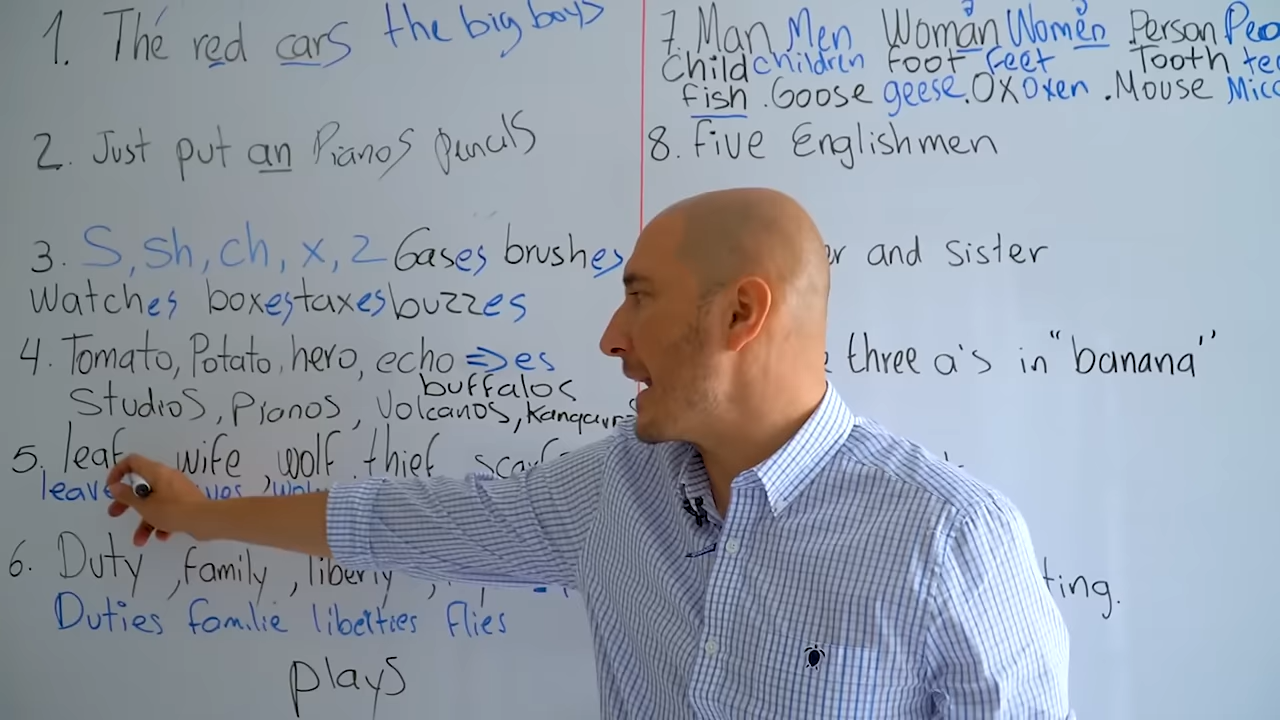 1. The red cars the big boys
2. Just put an Pianos pencils
3. S, sh, ch, x, z Gases brushes
Watches boxes taxes buzzes
4. Tomato, Potato, hero, echo => es
buffalos
Studios, Pianos, Volcanos,
5. leaf, wife, wolf, thief
6. Duty, family, liberty,
Duties familie liberties flies
plays
7. Man Men Woman Women Person
Child children foot feet Tooth
fish. Goose geese. Ox Oxen. Mouse
8. Five Englishmen
and Sister
three a's in "banana"